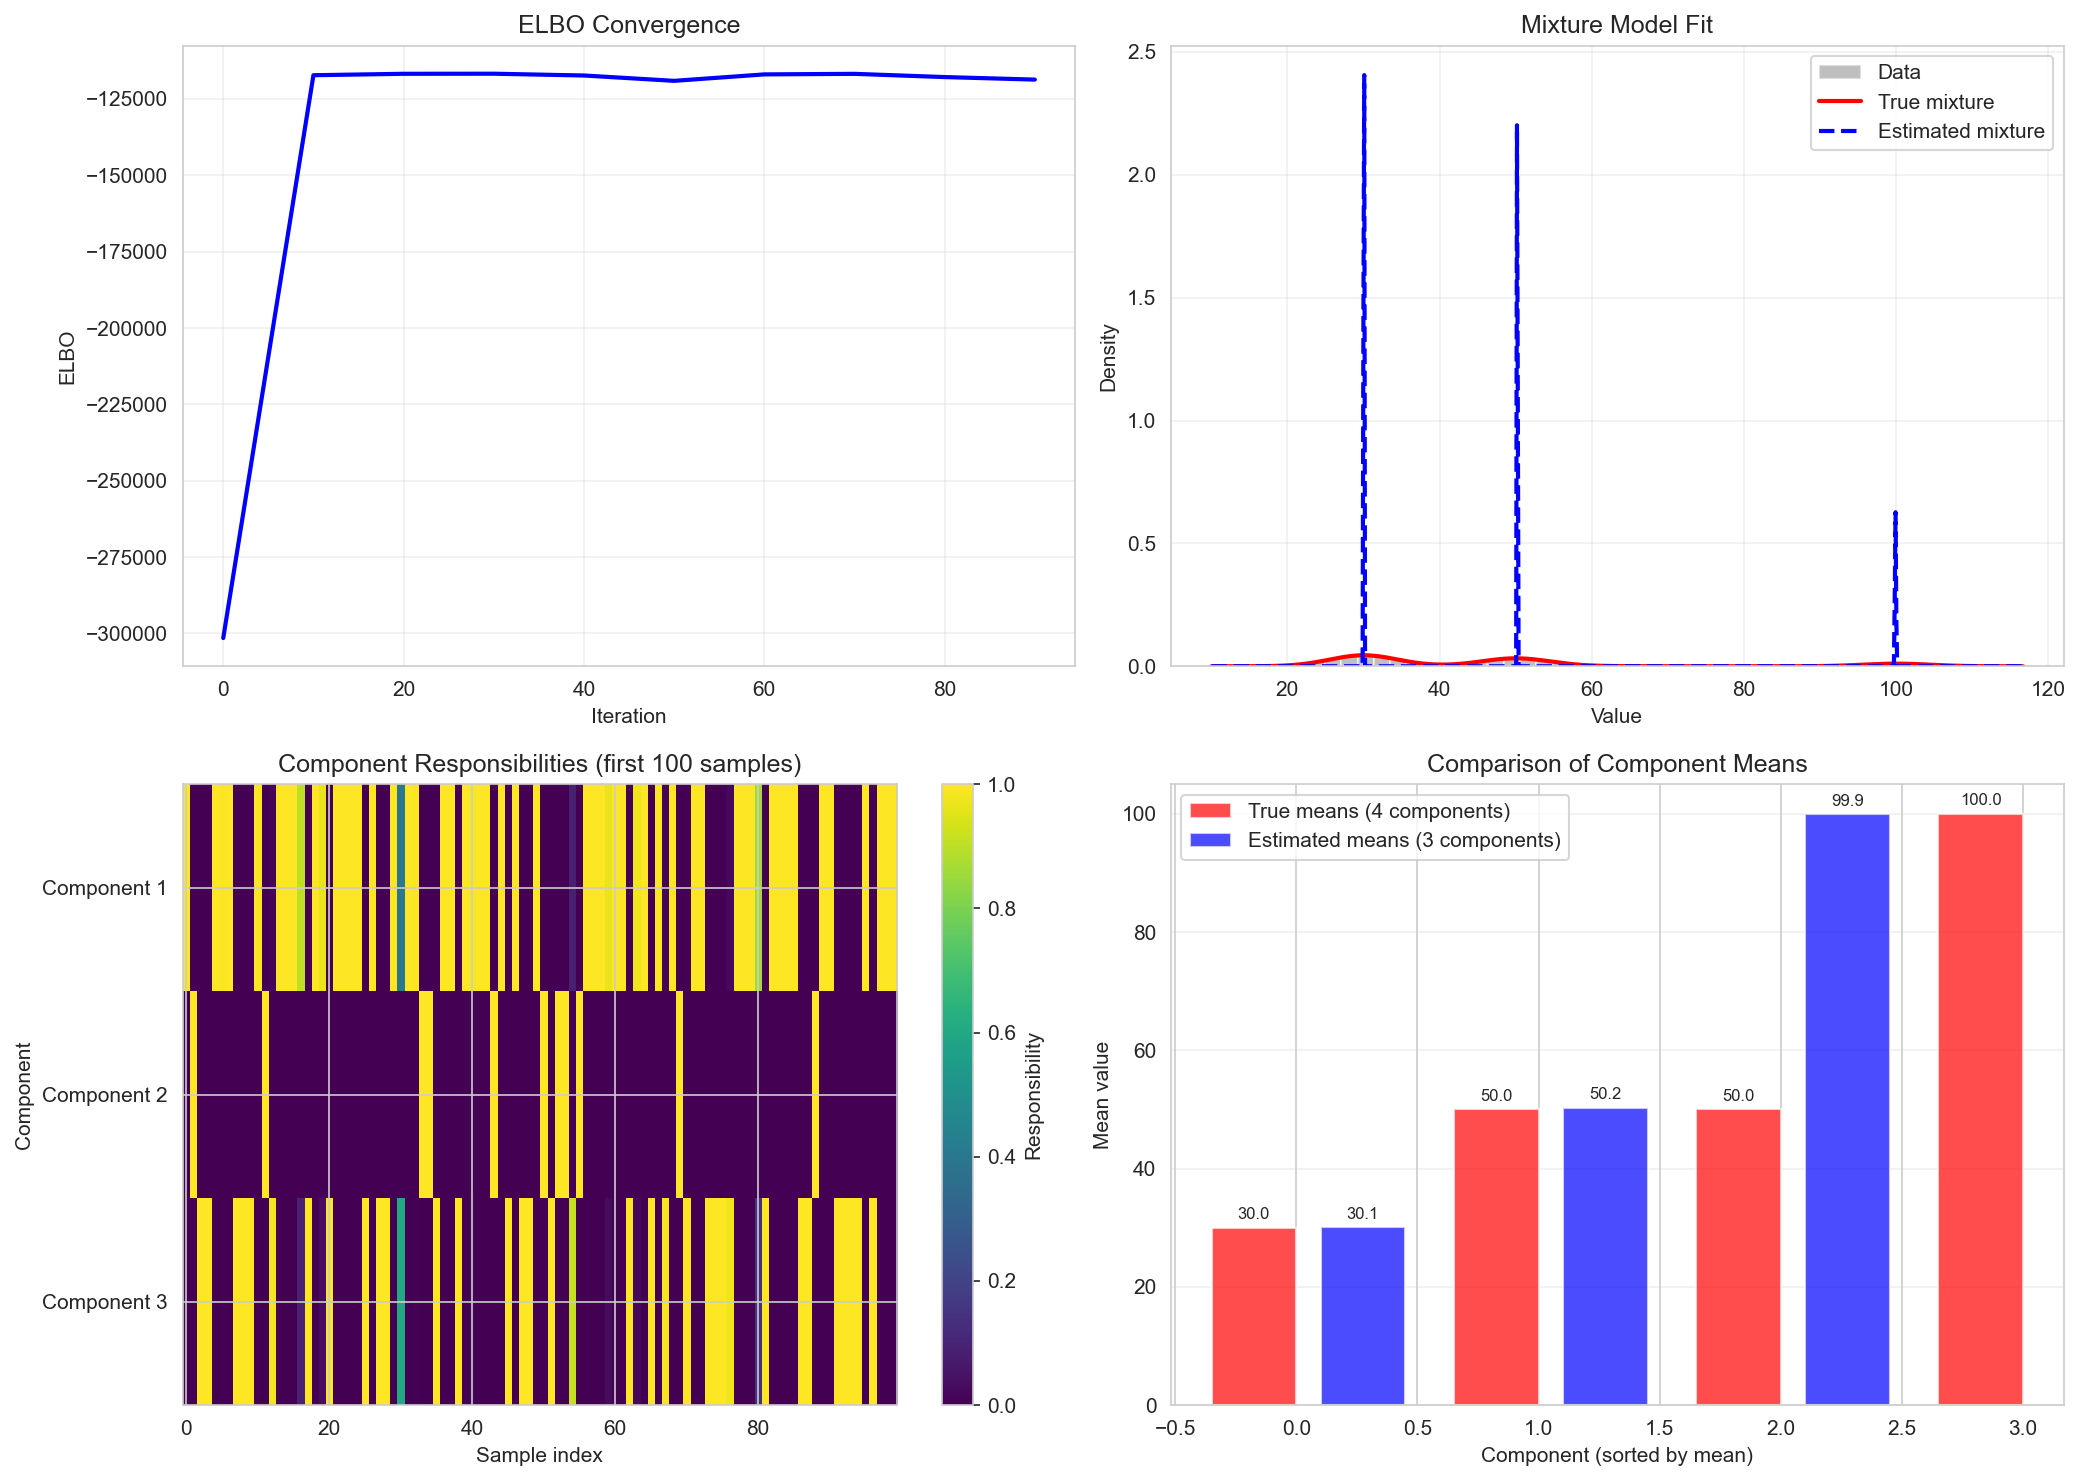 ELBO Convergence
−125000
−150000
−175000
−200000
−225000
−250000
−275000
−300000
ELBO
0 20 40 60 80
Iteration
Mixture Model Fit
2.5
2.0
1.5
1.0
0.5
0.0
Density
Data
True mixture
Estimated mixture
20 40 60 80 100 120
Value
Component Responsibilities (first 100 samples)
Component 1
Component 2
Component 3
Component
0 20 40 60 80
Sample index
1.0
0.8
0.6
0.4
0.2
0.0
Responsibility
Comparison of Component Means
100
80
60
40
20
0
Mean value
True means (4 components)
Estimated means (3 components)
99.9
100.0
50.0
50.2
50.0
30.0
30.1
−0.5 0.0 0.5 1.0 1.5 2.0 2.5 3.0
Component (sorted by mean)